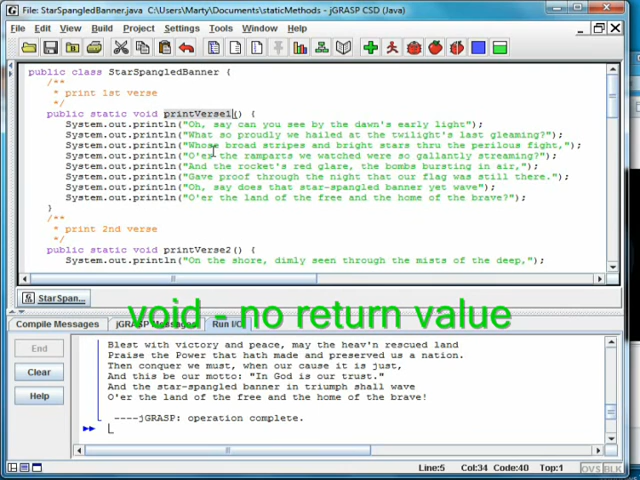 File: StarSpangledBanner.java C:\Users\Marty\Documents\staticMethods - jGRASP CSD (Java)
File Edit View Build Project Settings Tools Window Help
public class StarSpangledBanner {
/**
* print 1st verse
*/
public static void printVerse1() {
System.out.println("Oh, say can you see by the dawn's early light");
System.out.println("What so proudly we hailed at the twilight's last gleaming?");
System.out.println("Whose broad stripes and bright stars thru the perilous fight,");
System.out.println("O'er the ramparts we watched were so gallantly streaming?");
System.out.println("And the rocket's red glare, the bombs bursting in air,");
System.out.println("Gave proof through the night that our flag was still there.");
System.out.println("Oh, say does that star-spangled banner yet wave");
System.out.println("O'er the land of the free and the home of the brave?");
}
/**
* print 2nd verse
*/
public static void printVerse2() {
System.out.println("On the shore, dimly seen through the mists of the deep,");
StarSpan...
void - no return value
Compile Messages jGRASP Messages Run I/O
End
Clear
Help
Blest with victory and peace, may the heav'n rescued land
Praise the Power that hath made and preserved us a nation.
Then conquer we must, when our cause it is just,
And this be our motto: "In God is our trust."
And the star-spangled banner in triumph shall wave
O'er the land of the free and the home of the brave!
----jGRASP: operation complete.
Line:5 Col:34 Code:40 Top:1 OVS BLK